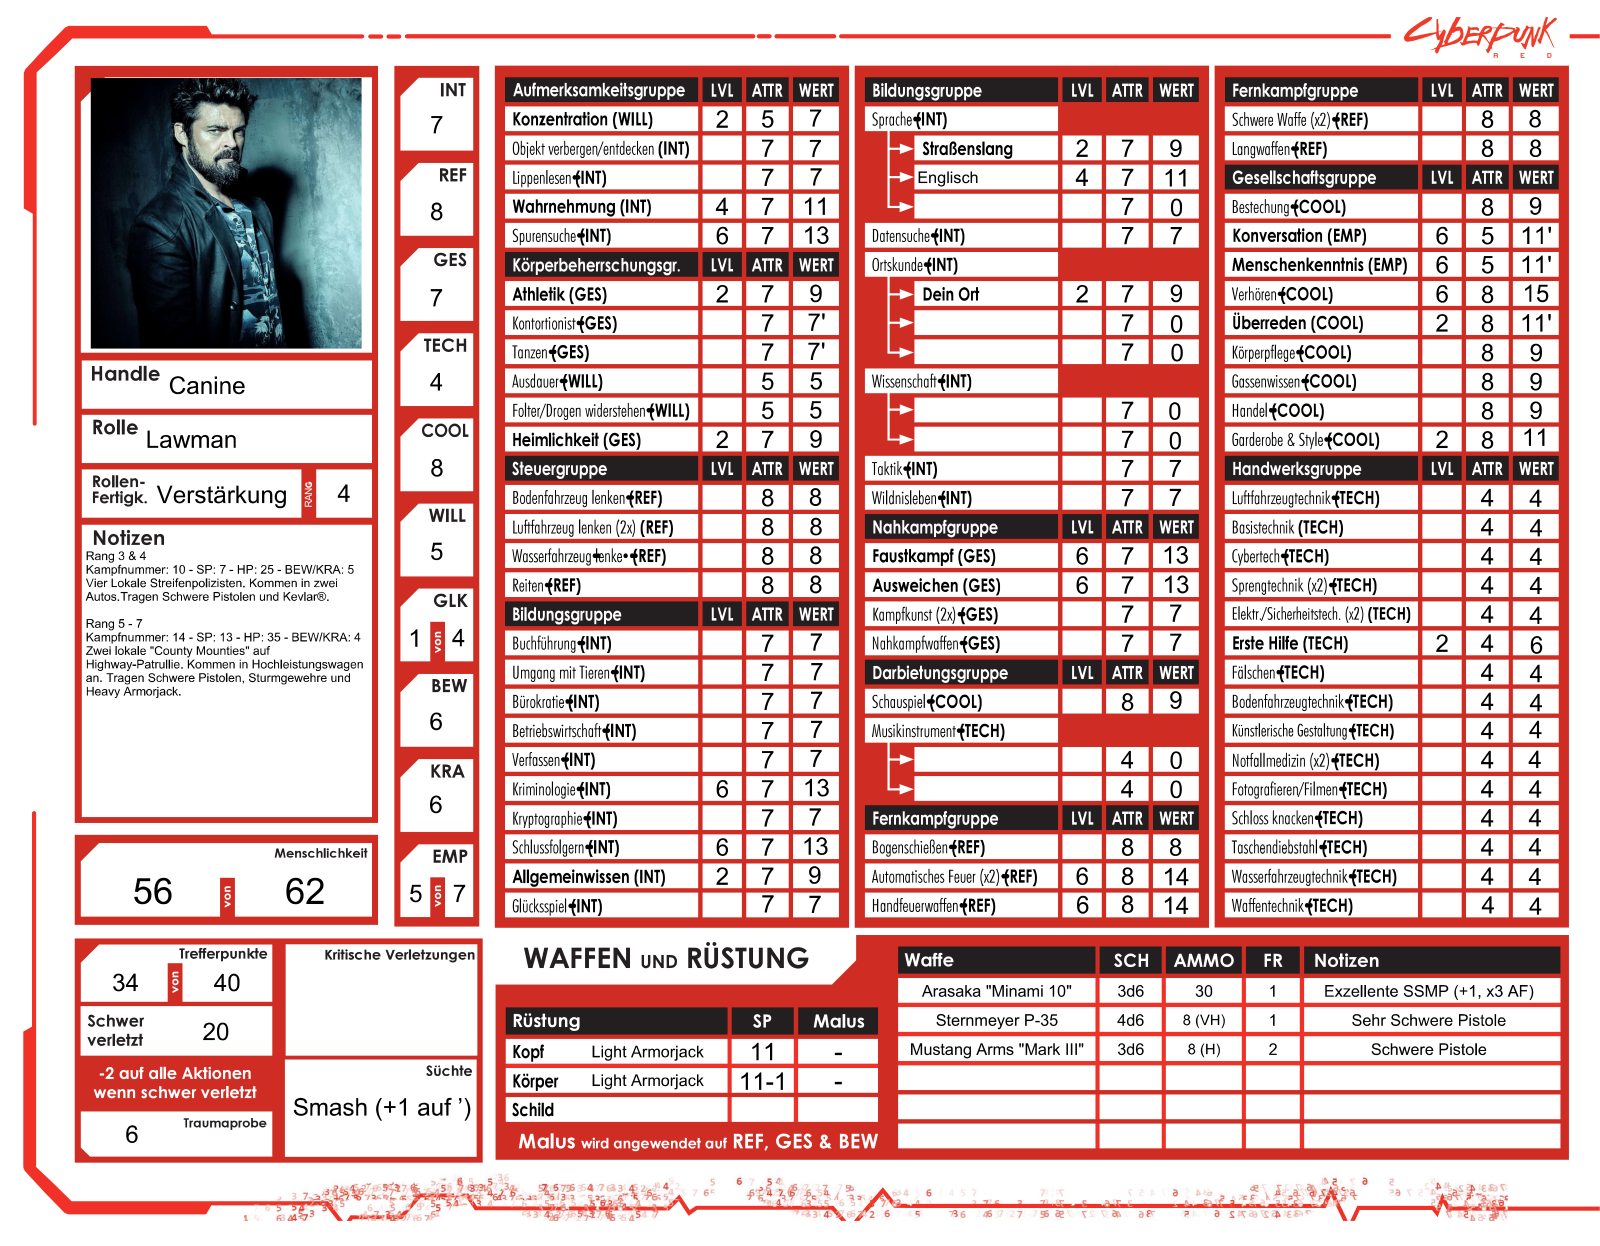 CYBERPUNK
RED
Handle Canine
Rolle Lawman
Rollen-Fertigk. Verstärkung RANG 4
Notizen
Rang 3 & 4
Kampfnummer: 10 - SP: 7 - HP: 25 - BEW/KRA: 5
Vier Lokale Streifenpolizisten. Kommen in zwei
Autos.Tragen Schwere Pistolen und Kevlar®.
Rang 5 - 7
Kampfnummer: 14 - SP: 13 - HP: 35 - BEW/KRA: 4
Zwei lokale "County Mounties" auf
Highway-Patrullie. Kommen in Hochleistungswagen
an. Tragen Schwere Pistolen, Sturmgewehre und
Heavy Armorjack.
Menschlichkeit
56 von 62
INT
7
REF
8
GES
7
TECH
4
COOL
8
WILL
5
GLK
1 von 4
BEW
6
KRA
6
EMP
5 von 7
Aufmerksamkeitsgruppe LVL ATTR WERT
Konzentration (WILL) 2 5 7
Objekt verbergen/entdecken (INT) 7 7
Lippenlesen (INT) 7 7
Wahrnehmung (INT) 4 7 11
Spurensuche (INT) 6 7 13
Körperbeherrschungsgr. LVL ATTR WERT
Athletik (GES) 2 7 9
Kontortionist (GES) 7 7'
Tanzen (GES) 7 7'
Ausdauer (WILL) 5 5
Folter/Drogen widerstehen (WILL) 5 5
Heimlichkeit (GES) 2 7 9
Steuergruppe LVL ATTR WERT
Bodenfahrzeug lenken (REF) 8 8
Luftfahrzeug lenken (2x) (REF) 8 8
Wasserfahrzeug lenken (REF) 8 8
Reiten (REF) 8 8
Bildungsgruppe LVL ATTR WERT
Buchführung (INT) 7 7
Umgang mit Tieren (INT) 7 7
Bürokratie (INT) 7 7
Betriebswirtschaft (INT) 7 7
Verfassen (INT) 7 7
Kriminologie (INT) 6 7 13
Kryptographie (INT) 7 7
Schlussfolgern (INT) 6 7 13
Allgemeinwissen (INT) 2 7 9
Glücksspiel (INT) 7 7
Bildungsgruppe LVL ATTR WERT
Sprache (INT)
Straßenslang 2 7 9
Englisch 4 7 11
7 0
Datensuche (INT) 7 7
Ortskunde (INT)
Dein Ort 2 7 9
7 0
7 0
Wissenschaft (INT)
7 0
7 0
Taktik (INT) 7 7
Wildnisleben (INT) 7 7
Nahkampfgruppe LVL ATTR WERT
Faustkampf (GES) 6 7 13
Ausweichen (GES) 6 7 13
Kampfkunst (2x) (GES) 7 7
Nahkampfwaffen (GES) 7 7
Darbietungsgruppe LVL ATTR WERT
Schauspiel (COOL) 8 9
Musikinstrument (TECH)
4 0
4 0
Fernkampfgruppe LVL ATTR WERT
Bogenschießen (REF) 8 8
Automatisches Feuer (x2) (REF) 6 8 14
Handfeuerwaffen (REF) 6 8 14
Fernkampfgruppe LVL ATTR WERT
Schwere Waffe (x2) (REF) 8 8
Langwaffen (REF) 8 8
Gesellschaftsgruppe LVL ATTR WERT
Bestechung (COOL) 8 9
Konversation (EMP) 6 5 11'
Menschenkenntnis (EMP) 6 5 11'
Verhören (COOL) 6 8 15
Überreden (COOL) 2 8 11'
Körperpflege (COOL) 8 9
Gassenwissen (COOL) 8 9
Handel (COOL) 8 9
Garderobe & Style (COOL) 2 8 11
Handwerksgruppe LVL ATTR WERT
Luftfahrzeugtechnik (TECH) 4 4
Basistechnik (TECH) 4 4
Cybertech (TECH) 4 4
Sprengtechnik (x2) (TECH) 4 4
Elektr./Sicherheitstech. (x2) (TECH) 4 4
Erste Hilfe (TECH) 2 4 6
Fälschen (TECH) 4 4
Bodenfahrzeugtechnik (TECH) 4 4
Künstlerische Gestaltung (TECH) 4 4
Notfallmedizin (x2) (TECH) 4 4
Fotografieren/Filmen (TECH) 4 4
Schloss knacken (TECH) 4 4
Taschendiebstahl (TECH) 4 4
Wasserfahrzeugtechnik (TECH) 4 4
Waffentechnik (TECH) 4 4
Trefferpunkte
34 von 40
Schwer verletzt 20
-2 auf alle Aktionen
wenn schwer verletzt
Traumaprobe
6
Kritische Verletzungen
Süchte
Smash (+1 auf ’)
WAFFEN UND RÜSTUNG
Rüstung SP Malus
Kopf Light Armorjack 11 -
Körper Light Armorjack 11-1 -
Schild
Malus wird angewendet auf REF, GES & BEW
Waffe SCH AMMO FR Notizen
Arasaka "Minami 10" 3d6 30 1 Exzellente SSMP (+1, x3 AF)
Sternmeyer P-35 4d6 8 (VH) 1 Sehr Schwere Pistole
Mustang Arms "Mark III" 3d6 8 (H) 2 Schwere Pistole